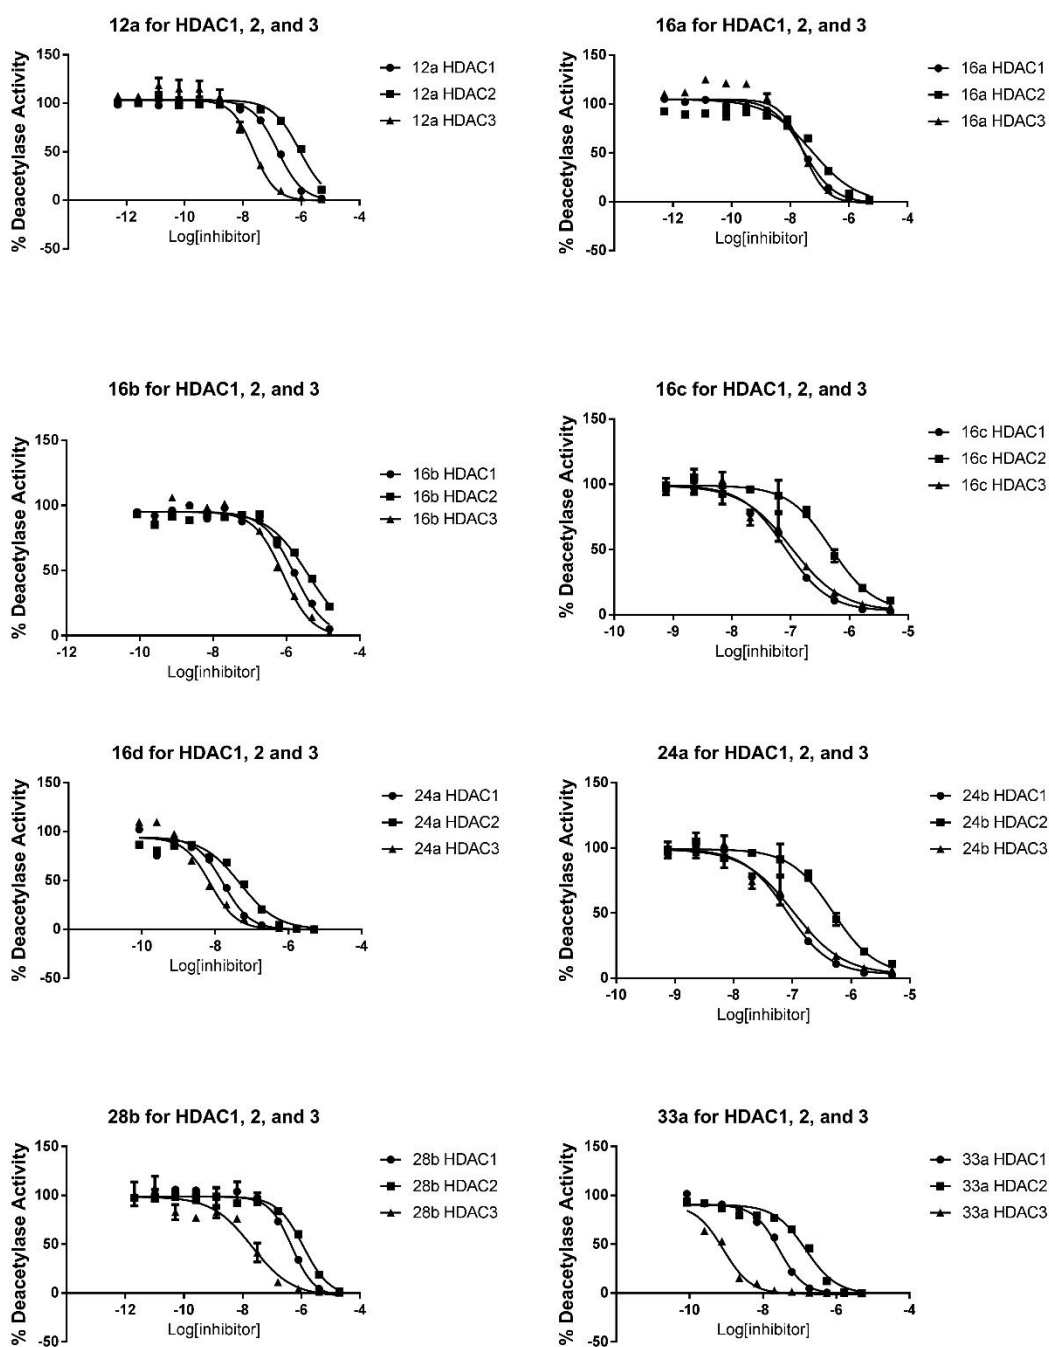 12a for HDAC1, 2, and 3
% Deacetylase Activity
150
100
50
0
-50
-12
-10
-8
-6
-4
Log[inhibitor]
12a HDAC1
12a HDAC2
12a HDAC3
16a for HDAC1, 2, and 3
% Deacetylase Activity
150
100
50
0
-50
-12
-10
-8
-6
-4
Log[inhibitor]
16a HDAC1
16a HDAC2
16a HDAC3
16b for HDAC1, 2, and 3
% Deacetylase Activity
150
100
50
0
-12
-10
-8
-6
-4
Log[inhibitor]
16b HDAC1
16b HDAC2
16b HDAC3
16c for HDAC1, 2, and 3
% Deacetylase Activity
150
100
50
0
-10
-9
-8
-7
-6
-5
Log[inhibitor]
16c HDAC1
16c HDAC2
16c HDAC3
16d for HDAC1, 2 and 3
% Deacetylase Activity
150
100
50
0
-50
-10
-8
-6
-4
Log[inhibitor]
24a HDAC1
24a HDAC2
24a HDAC3
24a for HDAC1, 2, and 3
% Deacetylase Activity
150
100
50
0
-10
-9
-8
-7
-6
-5
Log[inhibitor]
24b HDAC1
24b HDAC2
24b HDAC3
28b for HDAC1, 2, and 3
% Deacetylase Activity
150
100
50
0
-50
-12
-10
-8
-6
-4
Log[inhibitor]
28b HDAC1
28b HDAC2
28b HDAC3
33a for HDAC1, 2, and 3
% Deacetylase Activity
150
100
50
0
-50
-10
-8
-6
-4
Log[inhibitor]
33a HDAC1
33a HDAC2
33a HDAC3